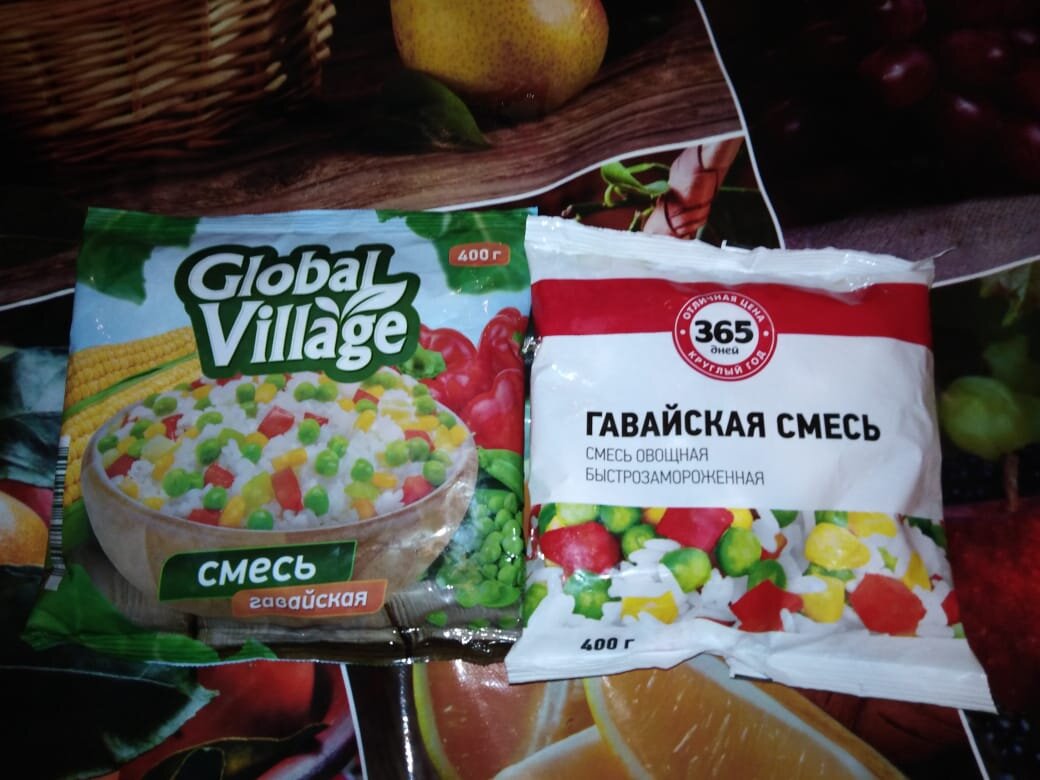 Global
Village
400 г
смесь
гавайская
ОТЛИЧНАЯ ЦЕНА
365
дней
КРУГЛЫЙ ГОД
ГАВАЙСКАЯ СМЕСЬ
СМЕСЬ ОВОЩНАЯ
БЫСТРОЗАМОРОЖЕННАЯ
400 г